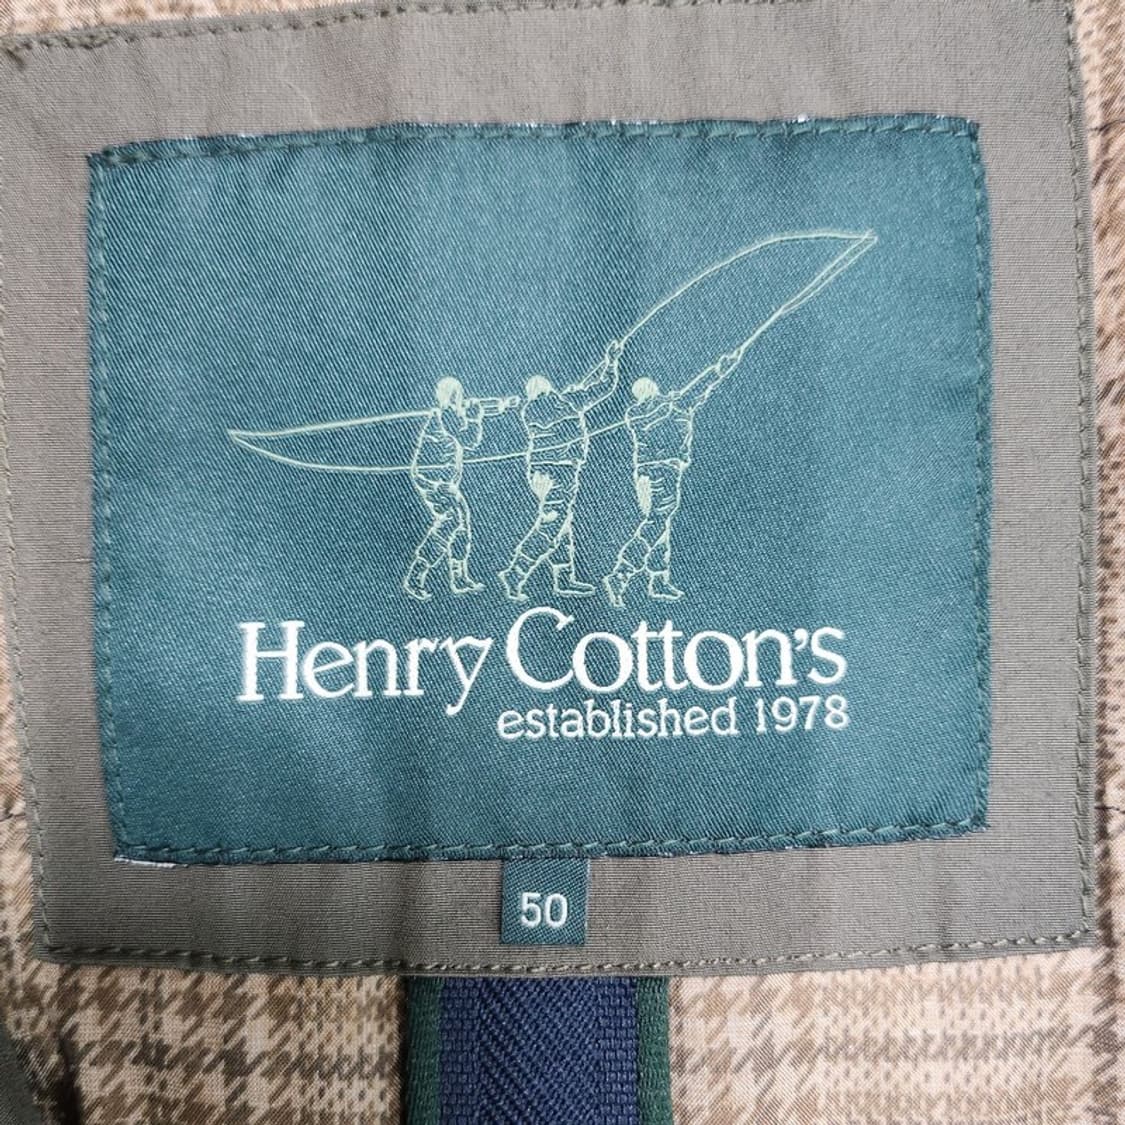 Henry Cotton's
established 1978
50